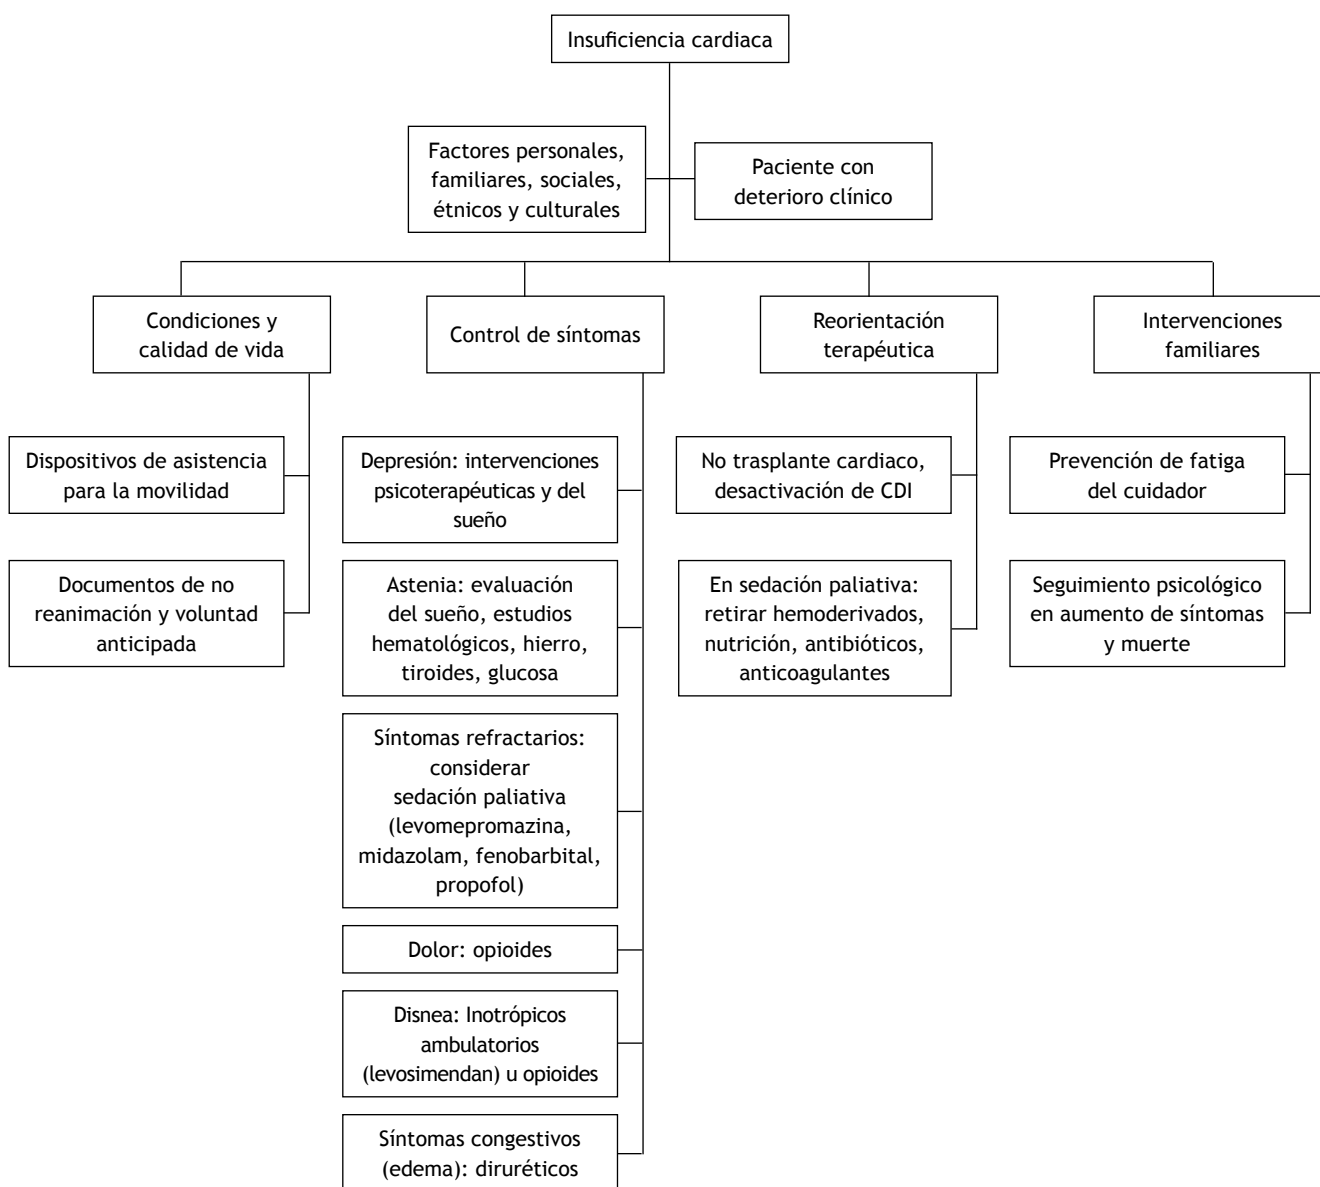 Insuficiencia cardiaca
Factores personales,
familiares, sociales,
étnicos y culturales
Paciente con
deterioro clínico
Condiciones y
calidad de vida
Dispositivos de asistencia
para la movilidad
Documentos de no
reanimación y voluntad
anticipada
Control de síntomas
Depresión: intervenciones
psicoterapéuticas y del
sueño
Astenia: evaluación
del sueño, estudios
hematológicos, hierro,
tiroides, glucosa
Síntomas refractarios:
considerar
sedación paliativa
(levomepromazina,
midazolam, fenobarbital,
propofol)
Dolor: opioides
Disnea: Inotrópicos
ambulatorios
(levosimendan) u opioides
Síntomas congestivos
(edema): diruréticos
Reorientación
terapéutica
No trasplante cardiaco,
desactivación de CDI
En sedación paliativa:
retirar hemoderivados,
nutrición, antibióticos,
anticoagulantes
Intervenciones
familiares
Prevención de fatiga
del cuidador
Seguimiento psicológico
en aumento de síntomas
y muerte